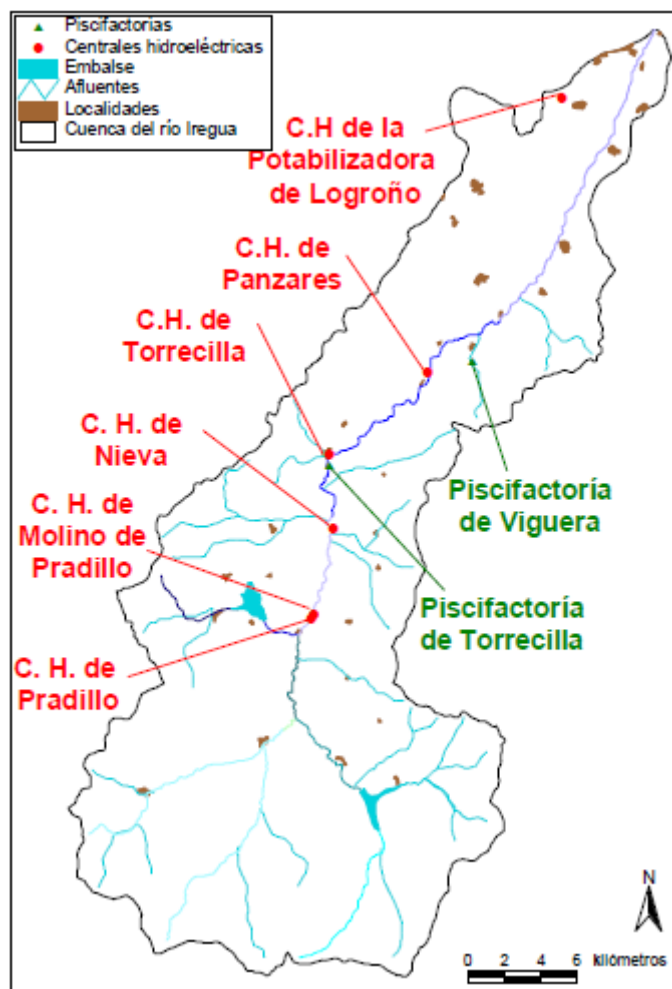 Piscifactorias
Centrales hidroeléctricas
Embalse
Afluentes
Localidades
Cuenca del río Iregua
C.H de la
Potabilizadora
de Logroño
C.H. de
Panzares
C.H. de
Torrecilla
C. H. de
Nieva
C. H. de
Molino de
Pradillo
C. H. de
Pradillo
Piscifactoría
de Viguera
Piscifactoría
de Torrecilla
N
0 2 4 6 kilómetros